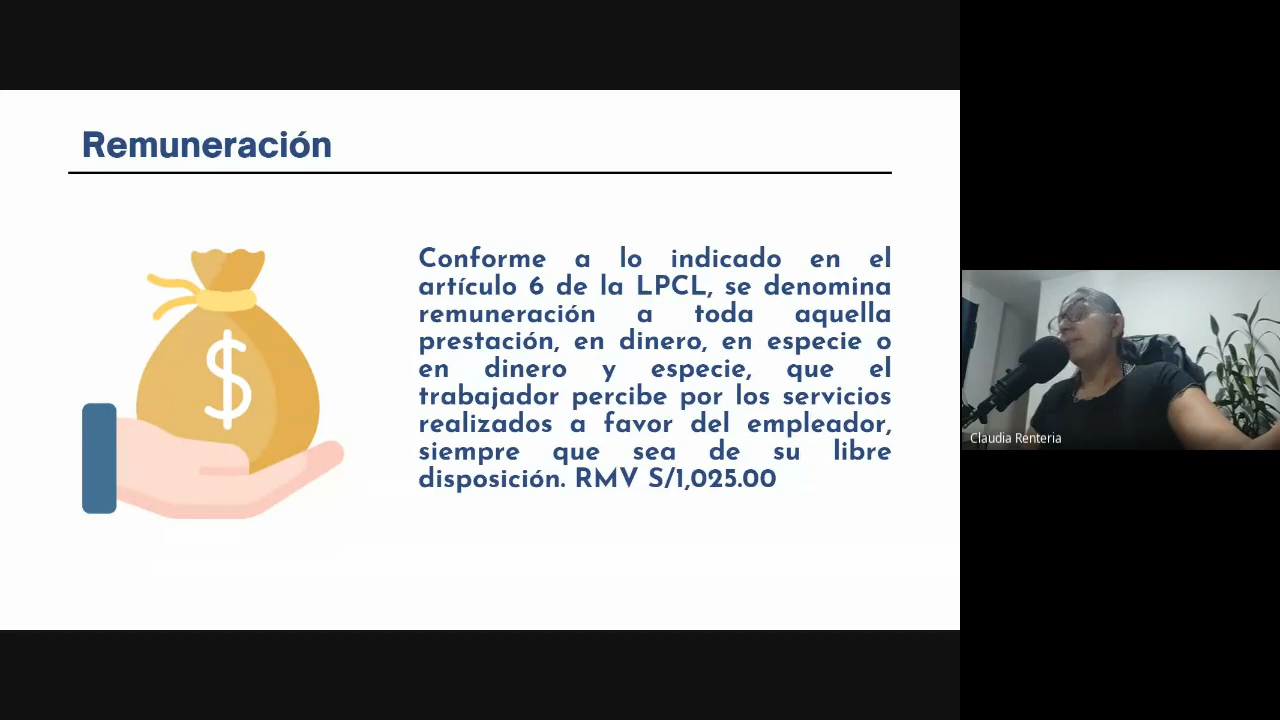 Remuneración
Conforme a lo indicado en el
artículo 6 de la LPCL, se denomina
remuneración a toda aquella
prestación, en dinero, en especie o
en dinero y especie, que el
trabajador percibe por los servicios
realizados a favor del empleador,
siempre que sea de su libre
disposición. RMV S/1,025.00
$
Claudia Renteria